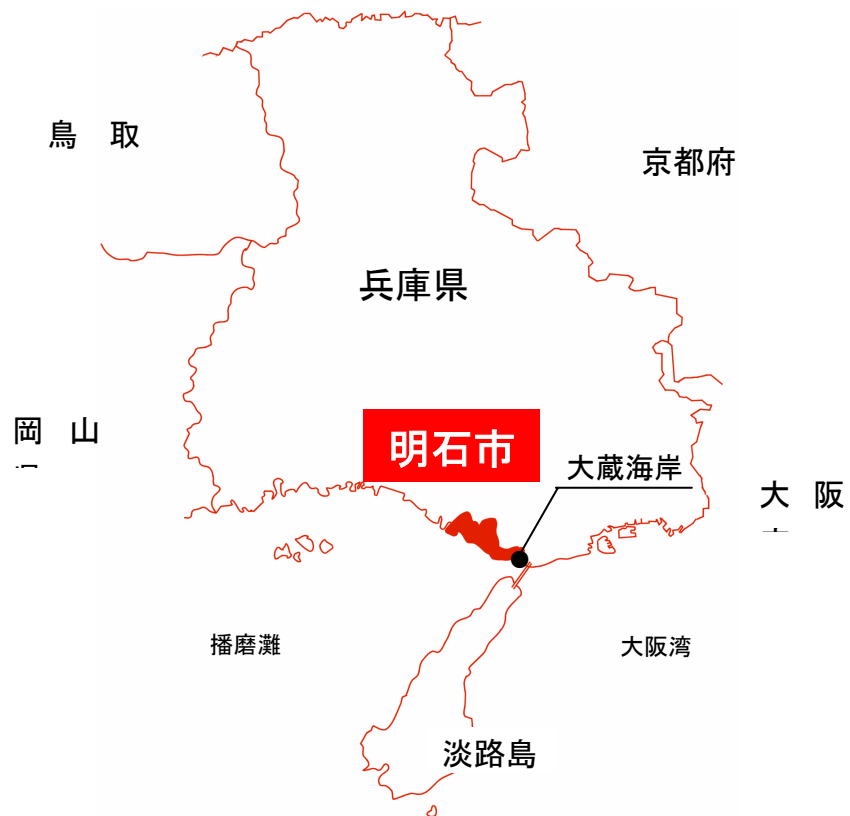 鳥 取
京都府
兵庫県
岡 山
明石市
大蔵海岸
大 阪
播磨灘
大阪湾
淡路島